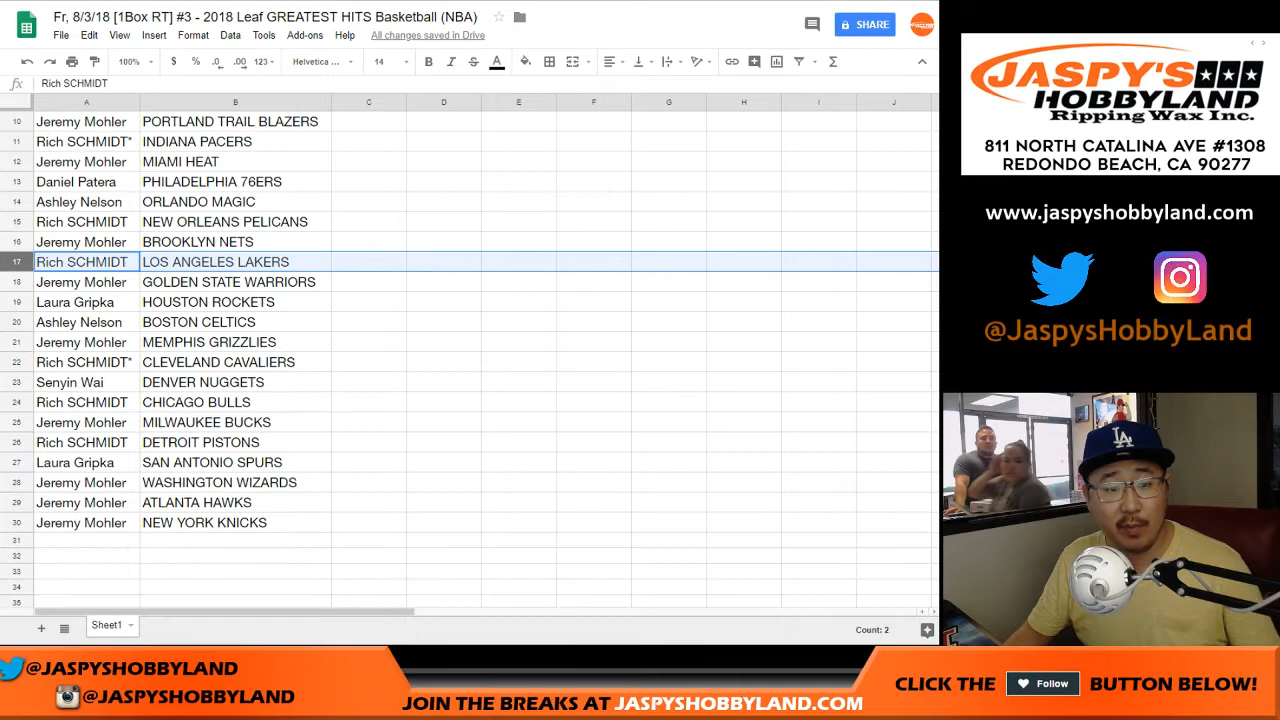 Fr, 8/3/18 [1Box RT] #3 - 2018 Leaf GREATEST HITS Basketball (NBA)
File Edit View Insert Format Data Tools Add-ons Help All changes saved in Drive
SHARE
100% $ % .0 .00 123 Helvetica ... 14 B I S A
fx Rich SCHMIDT
A B C D E F G H I J
10 Jeremy Mohler PORTLAND TRAIL BLAZERS
11 Rich SCHMIDT* INDIANA PACERS
12 Jeremy Mohler MIAMI HEAT
13 Daniel Patera PHILADELPHIA 76ERS
14 Ashley Nelson ORLANDO MAGIC
15 Rich SCHMIDT NEW ORLEANS PELICANS
16 Jeremy Mohler BROOKLYN NETS
17 Rich SCHMIDT LOS ANGELES LAKERS
18 Jeremy Mohler GOLDEN STATE WARRIORS
19 Laura Gripka HOUSTON ROCKETS
20 Ashley Nelson BOSTON CELTICS
21 Jeremy Mohler MEMPHIS GRIZZLIES
22 Rich SCHMIDT* CLEVELAND CAVALIERS
23 Senyin Wai DENVER NUGGETS
24 Rich SCHMIDT CHICAGO BULLS
25 Jeremy Mohler MILWAUKEE BUCKS
26 Rich SCHMIDT DETROIT PISTONS
27 Laura Gripka SAN ANTONIO SPURS
28 Jeremy Mohler WASHINGTON WIZARDS
29 Jeremy Mohler ATLANTA HAWKS
30 Jeremy Mohler NEW YORK KNICKS
31
32
33
34
35
Sheet1
Count: 2
JASPY'S
HOBBYLAND
Ripping Wax Inc.
811 NORTH CATALINA AVE #1308
REDONDO BEACH, CA 90277
www.jaspyshobbyland.com
@JaspysHobbyLand
LA
@JASPYSHOBBYLAND
@JASPYSHOBBYLAND
JOIN THE BREAKS AT JASPYSHOBBYLAND.COM
CLICK THE Follow BUTTON BELOW!